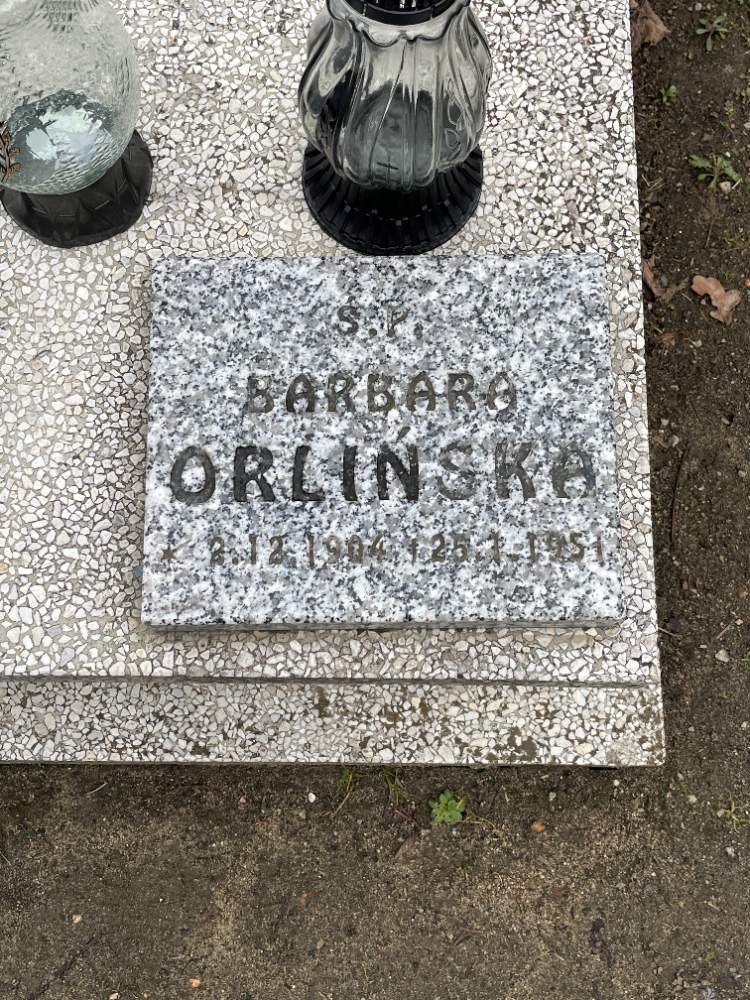 Ś.P.
BARBARA
ORLIŃSKA
* 2.12.1904 +25.1.1951